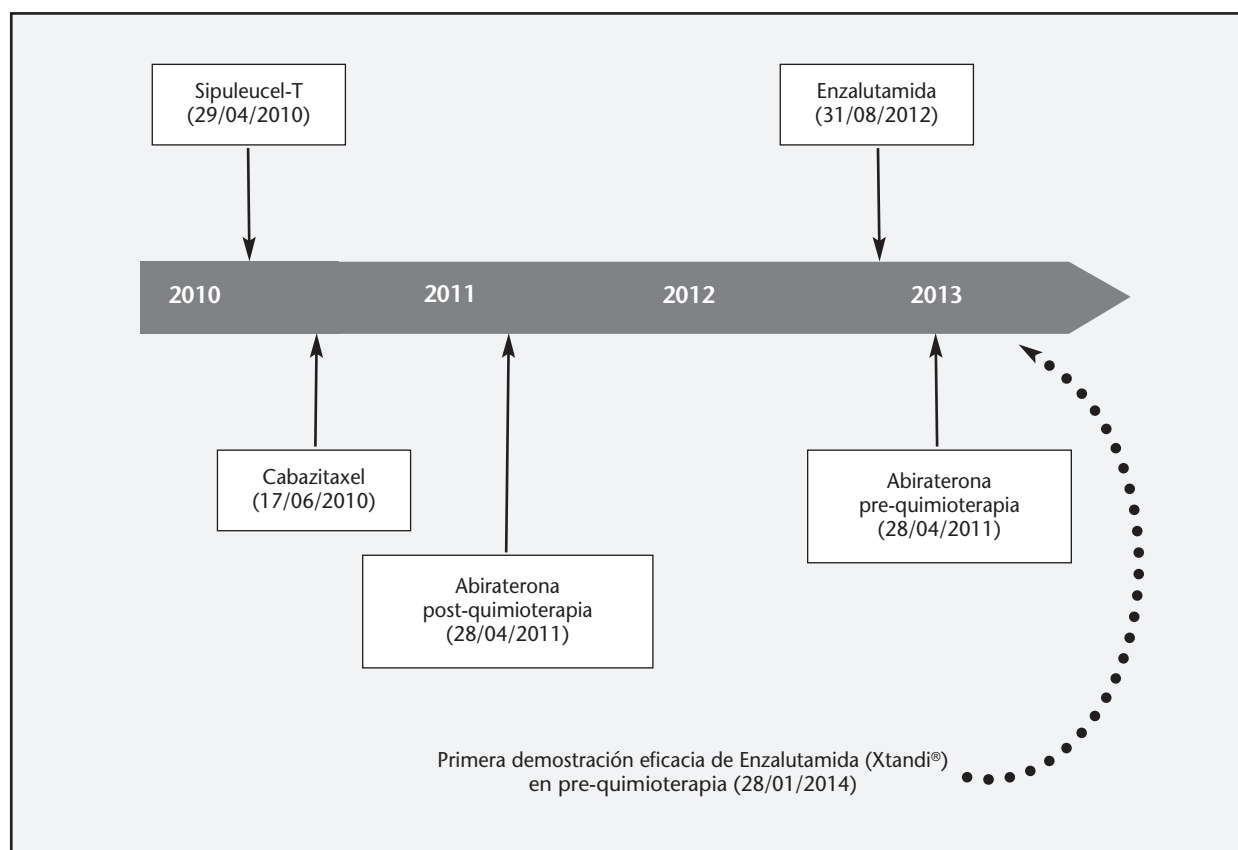 Sipuleucel-T
(29/04/2010)
Enzalutamida
(31/08/2012)
2010
2011
2012
2013
Cabazitaxel
(17/06/2010)
Abiraterona
post-quimioterapia
(28/04/2011)
Abiraterona
pre-quimioterapia
(28/04/2011)
Primera demostración eficacia de Enzalutamida (Xtandi®)
en pre-quimioterapia (28/01/2014)